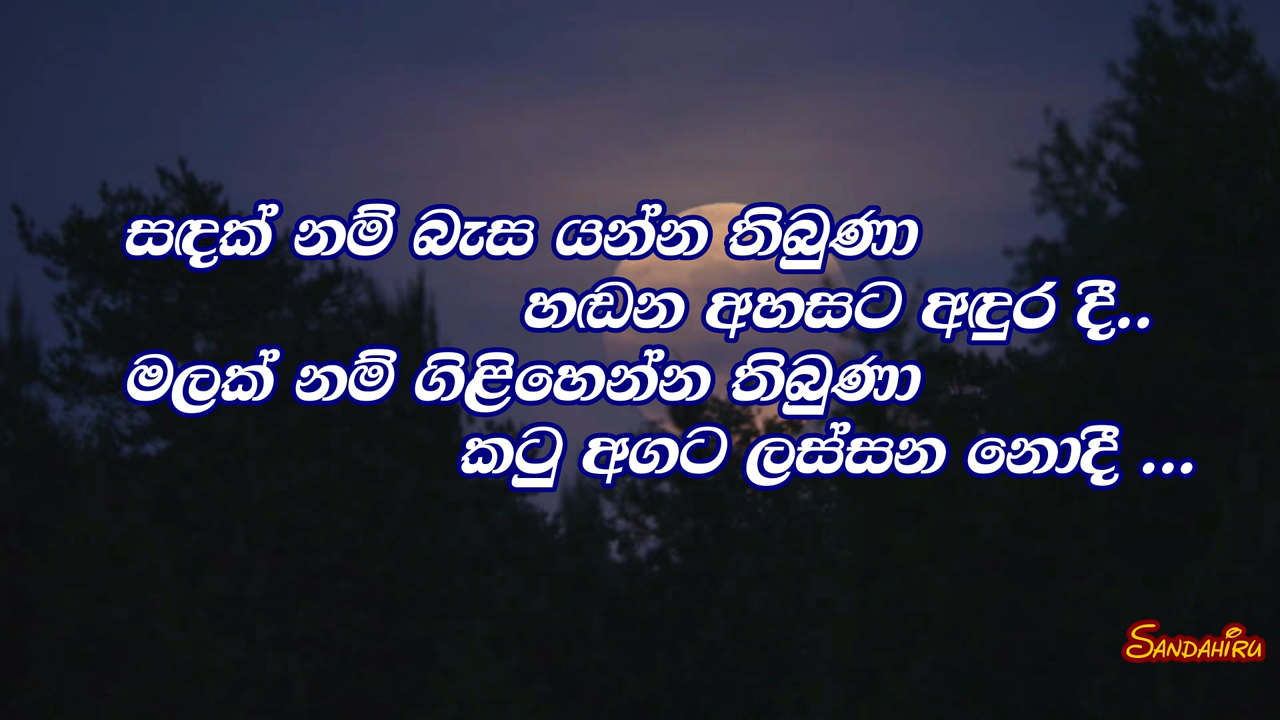 සඳක් නම් බැස යන්න තිබුණා
හඬන අහසට අඳුර දී..
මලක් නම් ගිළිහෙන්න තිබුණා
කටු අගට ලස්සන නොදී ...
SANDAHIRU